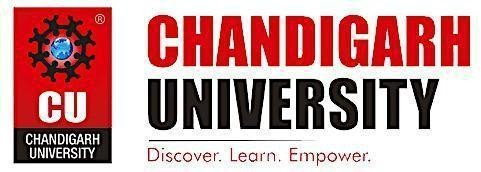 ®
CU
CHANDIGARH
UNIVERSITY
CHANDIGARH
UNIVERSITY
Discover. Learn. Empower.